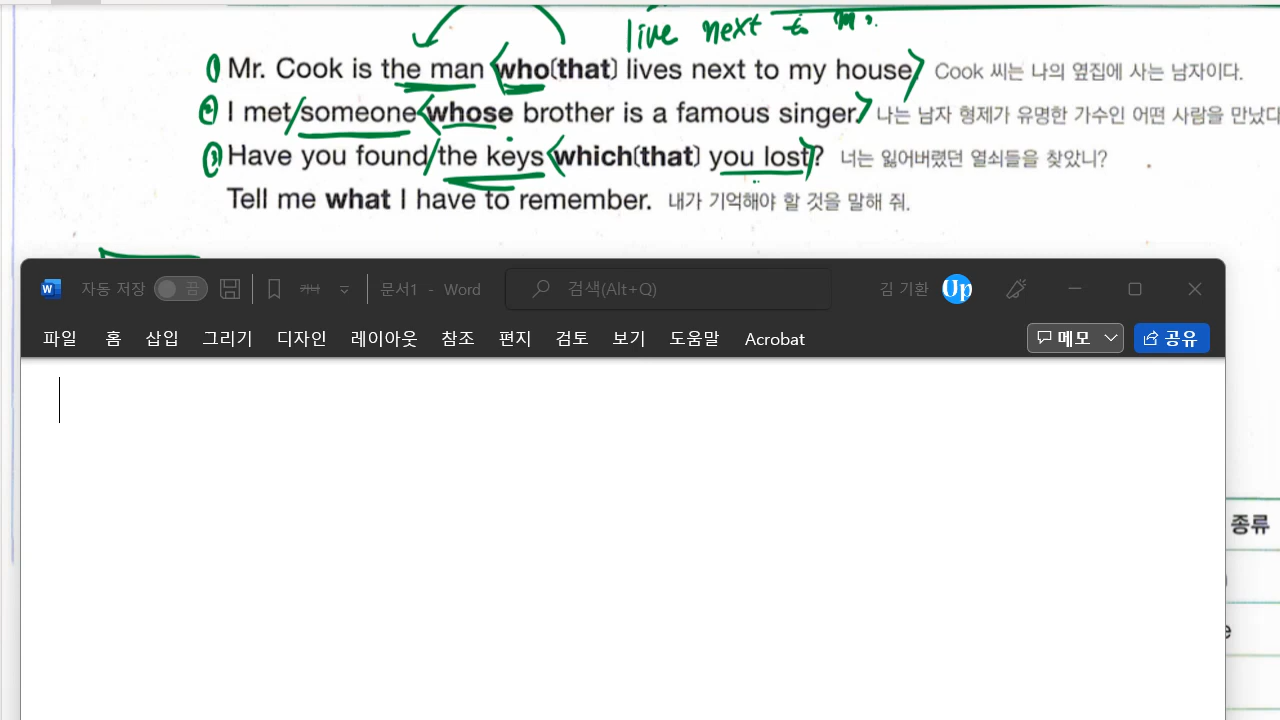 live next to m
① Mr. Cook is the man who(that) lives next to my house, Cook 씨는 나의 옆집에 사는 남자이다.
② I met someone whose brother is a famous singer. 나는 남자 형제가 유명한 가수인 어떤 사람을 만났다
③ Have you found the keys which(that) you lost? 너는 잃어버렸던 열쇠들을 찾았니?
Tell me what I have to remember. 내가 기억해야 할 것을 말해 줘.
자동 저장 끔 가나 문서1 - Word 검색(Alt+Q) 김 기환 Up
파일 홈 삽입 그리기 디자인 레이아웃 참조 편지 검토 보기 도움말 Acrobat 메모 공유
종류
e